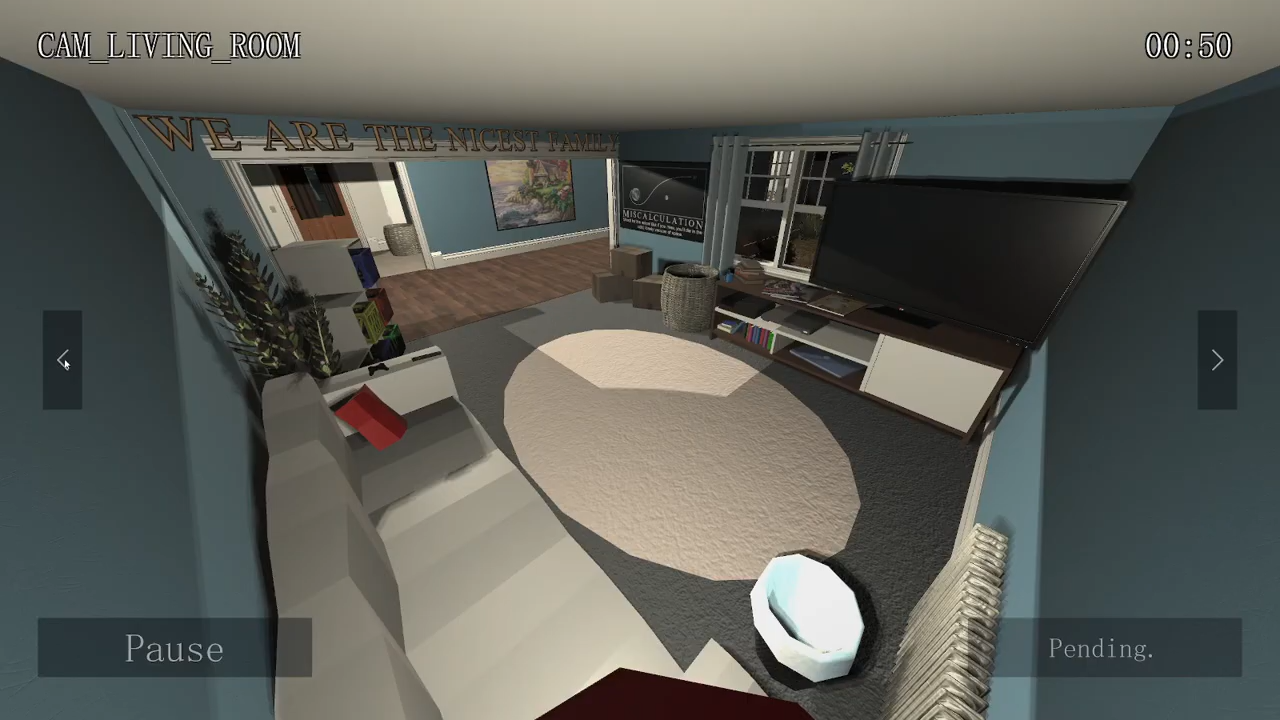 CAM_LIVING_ROOM
00:50
WE ARE THE NICEST FAMILY
MISCALCULATION
Pause
Pending.